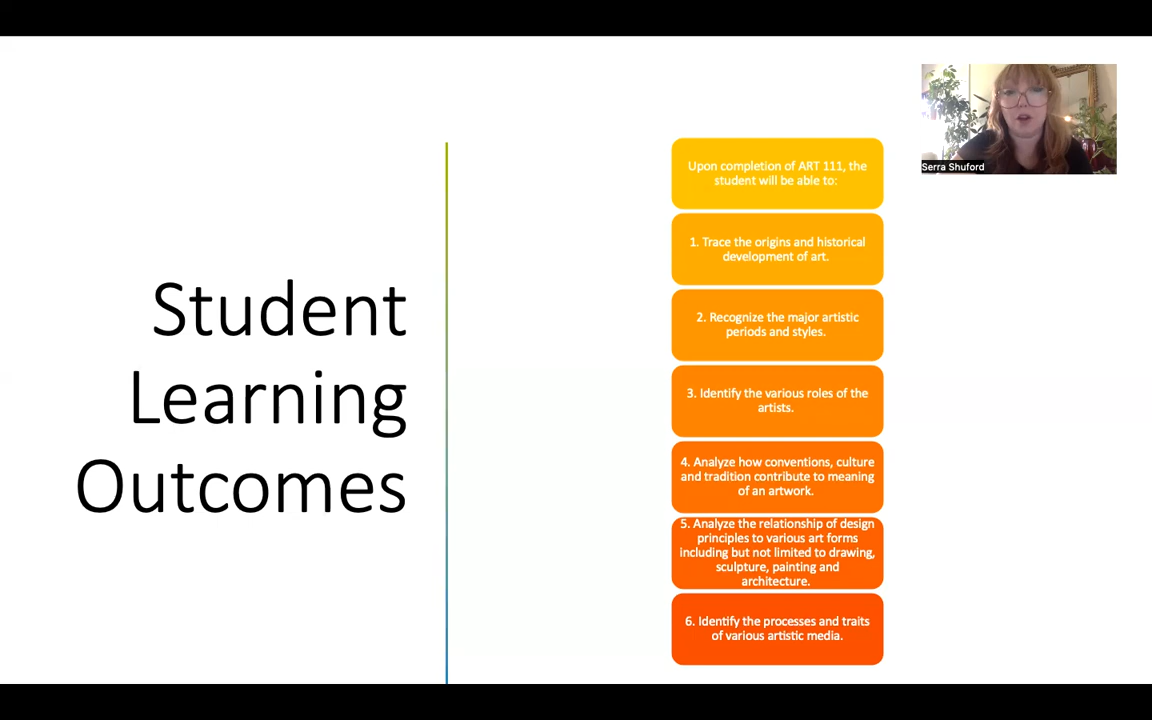 Student
Learning
Outcomes
Upon completion of ART 111, the
student will be able to:
1. Trace the origins and historical
development of art.
2. Recognize the major artistic
periods and styles.
3. Identify the various roles of the
artists.
4. Analyze how conventions, culture
and tradition contribute to meaning
of an artwork.
5. Analyze the relationship of design
principles to various art forms
including but not limited to drawing,
sculpture, painting and
architecture.
6. Identify the processes and traits
of various artistic media.
Serra Shuford